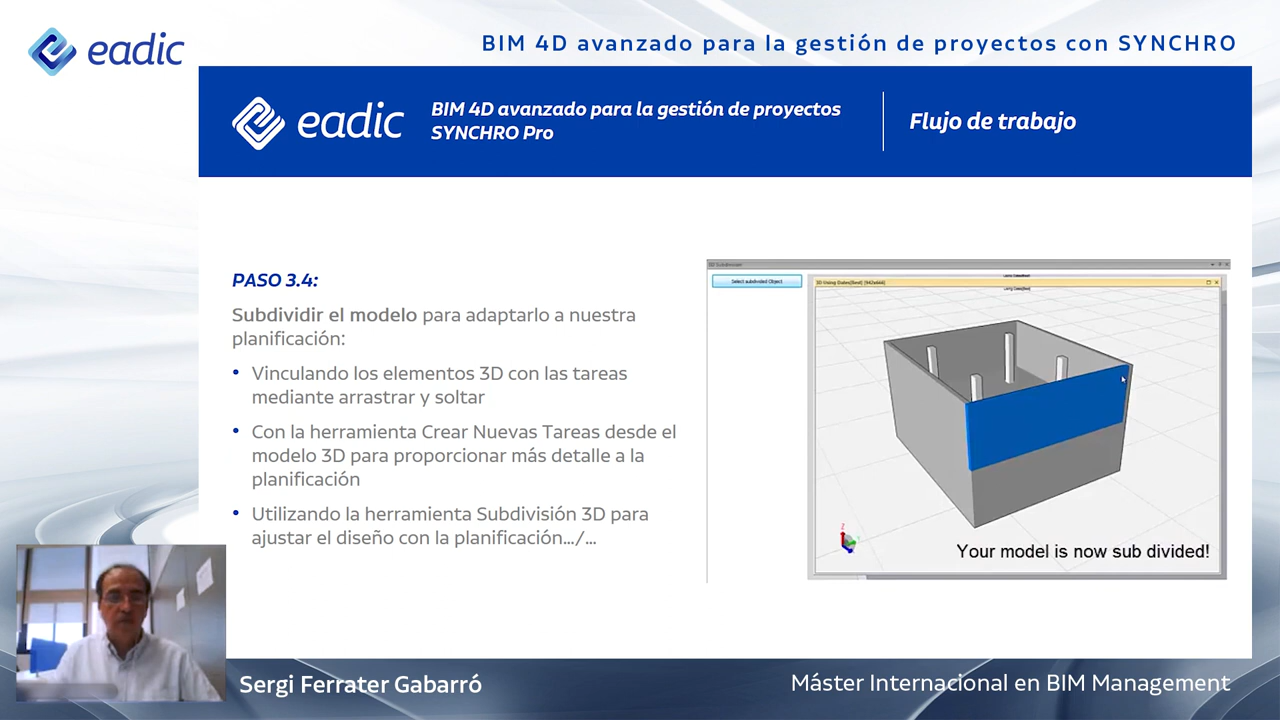 eadic
BIM 4D avanzado para la gestión de proyectos con SYNCHRO
eadic
BIM 4D avanzado para la gestión de proyectos
SYNCHRO Pro
Flujo de trabajo
PASO 3.4:
Subdividir el modelo para adaptarlo a nuestra
planificación:
• Vinculando los elementos 3D con las tareas
mediante arrastrar y soltar
• Con la herramienta Crear Nuevas Tareas desde el
modelo 3D para proporcionar más detalle a la
planificación
• Utilizando la herramienta Subdivisión 3D para
ajustar el diseño con la planificación.../...
Select subdivided Object
Your model is now sub divided!
Sergi Ferrater Gabarró
Máster Internacional en BIM Management